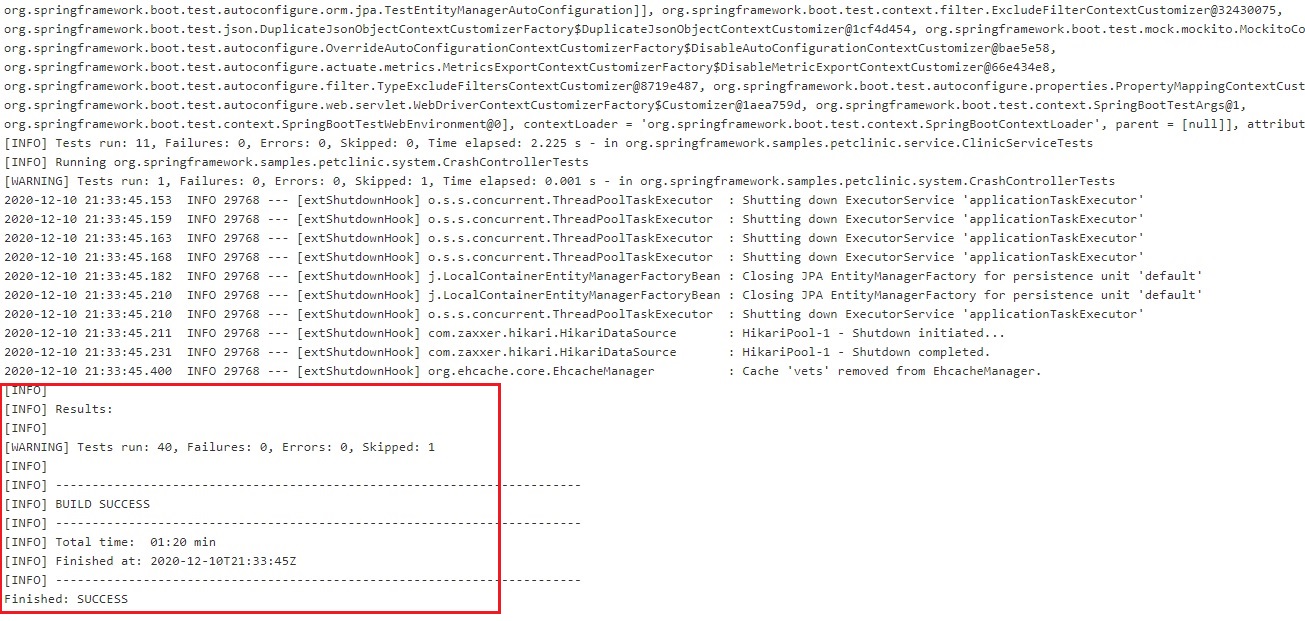 org.springframework.boot.test.autoconfigure.orm.jpa.TestEntityManagerAutoConfiguration]], org.springframework.boot.test.context.filter.ExcludeFilterContextCustomizer@32430075,
org.springframework.boot.test.json.DuplicateJsonObjectContextCustomizerFactory$DuplicateJsonObjectContextCustomizer@1cf4d454, org.springframework.boot.test.mock.mockito.MockitoCo
org.springframework.boot.test.autoconfigure.OverrideAutoConfigurationContextCustomizerFactory$DisableAutoConfigurationContextCustomizer@bae5e58,
org.springframework.boot.test.autoconfigure.actuate.metrics.MetricsExportContextCustomizerFactory$DisableMetricExportContextCustomizer@66e434e8,
org.springframework.boot.test.autoconfigure.filter.TypeExcludeFiltersContextCustomizer@8719e487, org.springframework.boot.test.autoconfigure.properties.PropertyMappingContextCust
org.springframework.boot.test.autoconfigure.web.servlet.WebDriverContextCustomizerFactory$Customizer@1aea759d, org.springframework.boot.test.context.SpringBootTestArgs@1,
org.springframework.boot.test.context.SpringBootTestWebEnvironment@0], contextLoader = 'org.springframework.boot.test.context.SpringBootContextLoader', parent = [null]], attribut
[INFO] Tests run: 11, Failures: 0, Errors: 0, Skipped: 0, Time elapsed: 2.225 s - in org.springframework.samples.petclinic.service.ClinicServiceTests
[INFO] Running org.springframework.samples.petclinic.system.CrashControllerTests
[WARNING] Tests run: 1, Failures: 0, Errors: 0, Skipped: 1, Time elapsed: 0.001 s - in org.springframework.samples.petclinic.system.CrashControllerTests
2020-12-10 21:33:45.153  INFO 29768 --- [extShutdownHook] o.s.s.concurrent.ThreadPoolTaskExecutor  : Shutting down ExecutorService 'applicationTaskExecutor'
2020-12-10 21:33:45.159  INFO 29768 --- [extShutdownHook] o.s.s.concurrent.ThreadPoolTaskExecutor  : Shutting down ExecutorService 'applicationTaskExecutor'
2020-12-10 21:33:45.163  INFO 29768 --- [extShutdownHook] o.s.s.concurrent.ThreadPoolTaskExecutor  : Shutting down ExecutorService 'applicationTaskExecutor'
2020-12-10 21:33:45.168  INFO 29768 --- [extShutdownHook] o.s.s.concurrent.ThreadPoolTaskExecutor  : Shutting down ExecutorService 'applicationTaskExecutor'
2020-12-10 21:33:45.182  INFO 29768 --- [extShutdownHook] j.LocalContainerEntityManagerFactoryBean : Closing JPA EntityManagerFactory for persistence unit 'default'
2020-12-10 21:33:45.210  INFO 29768 --- [extShutdownHook] j.LocalContainerEntityManagerFactoryBean : Closing JPA EntityManagerFactory for persistence unit 'default'
2020-12-10 21:33:45.210  INFO 29768 --- [extShutdownHook] o.s.s.concurrent.ThreadPoolTaskExecutor  : Shutting down ExecutorService 'applicationTaskExecutor'
2020-12-10 21:33:45.211  INFO 29768 --- [extShutdownHook] com.zaxxer.hikari.HikariDataSource       : HikariPool-1 - Shutdown initiated...
2020-12-10 21:33:45.231  INFO 29768 --- [extShutdownHook] com.zaxxer.hikari.HikariDataSource       : HikariPool-1 - Shutdown completed.
2020-12-10 21:33:45.400  INFO 29768 --- [extShutdownHook] org.ehcache.core.EhcacheManager          : Cache 'vets' removed from EhcacheManager.
[INFO]
[INFO] Results:
[INFO]
[WARNING] Tests run: 40, Failures: 0, Errors: 0, Skipped: 1
[INFO]
[INFO] ------------------------------------------------------------------------
[INFO] BUILD SUCCESS
[INFO] ------------------------------------------------------------------------
[INFO] Total time:  01:20 min
[INFO] Finished at: 2020-12-10T21:33:45Z
[INFO] ------------------------------------------------------------------------
Finished: SUCCESS